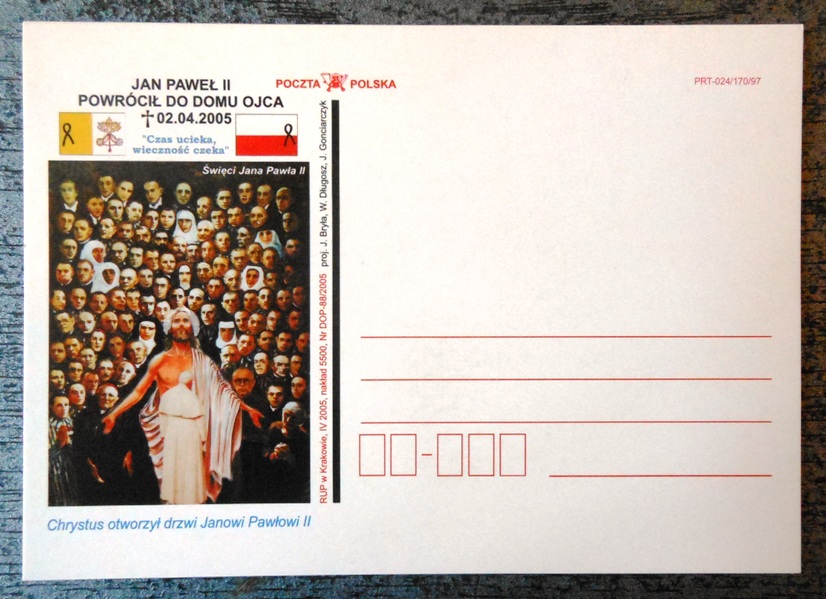 JAN PAWEŁ II
POWRÓCIŁ DO DOMU OJCA
✝02.04.2005
"Czas ucieka,
wieczność czeka"
Święci Jana Pawła II
Chrystus otworzył drzwi Janowi Pawłowi II
RUP w Krakowie, IV 2005, nakład 5500, Nr DOP-88/2005 proj. J. Bryła, W. Długosz, J. Gonciarczyk
POCZTA POLSKA
PRT-024/170/97